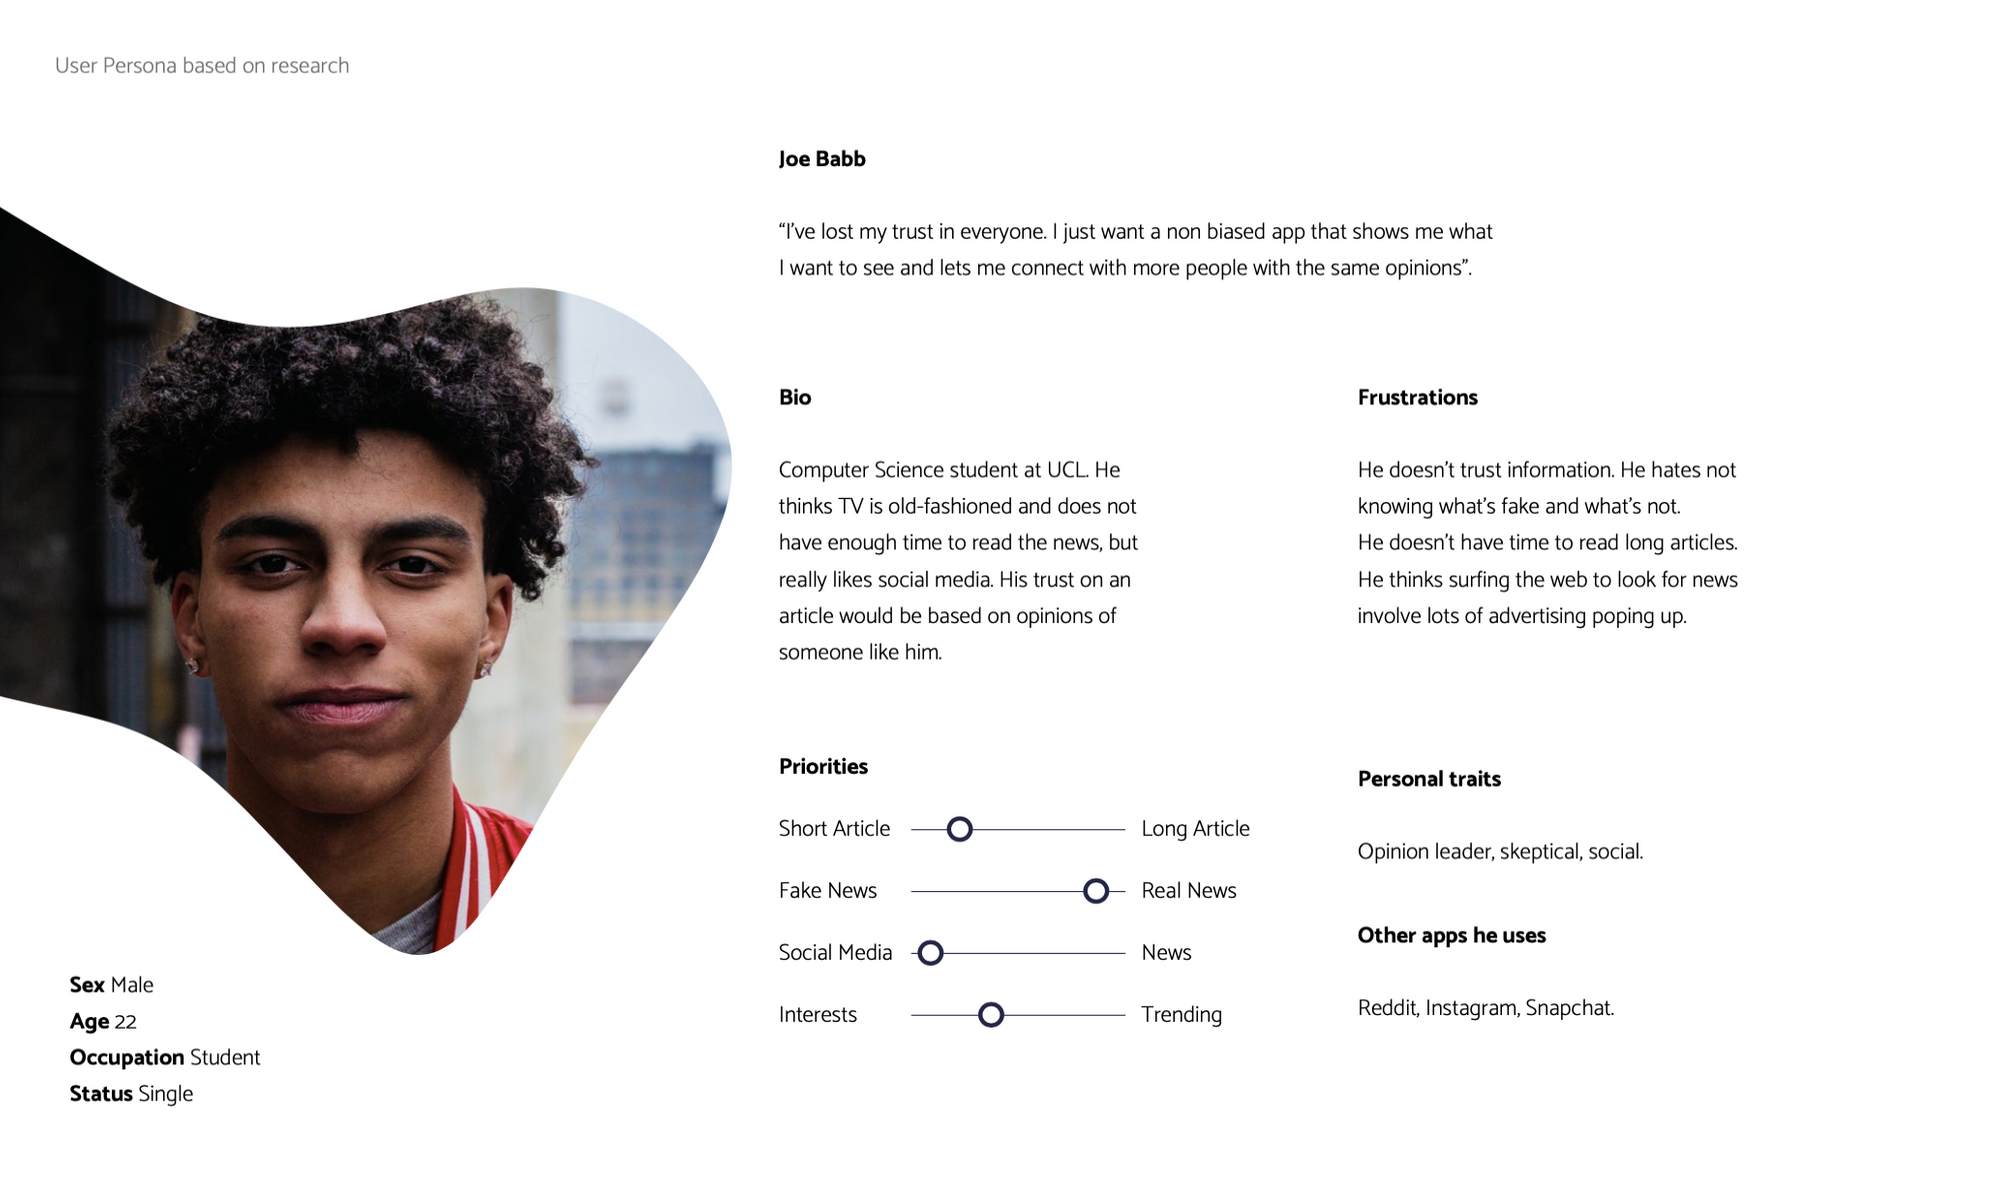 User Persona based on research
Joe Babb
“I’ve lost my trust in everyone. I just want a non biased app that shows me what
I want to see and lets me connect with more people with the same opinions”.
Bio
Computer Science student at UCL. He
thinks TV is old-fashioned and does not
have enough time to read the news, but
really likes social media. His trust on an
article would be based on opinions of
someone like him.
Frustrations
He doesn’t trust information. He hates not
knowing what’s fake and what’s not.
He doesn’t have time to read long articles.
He thinks surfing the web to look for news
involve lots of advertising poping up.
Priorities
Short Article Long Article
Fake News Real News
Social Media News
Interests Trending
Personal traits
Opinion leader, skeptical, social.
Other apps he uses
Reddit, Instagram, Snapchat.
Sex Male
Age 22
Occupation Student
Status Single